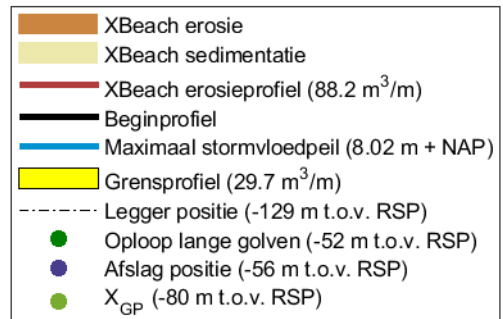 XBeach erosie
XBeach sedimentatie
XBeach erosieprofiel (88.2 m³/m)
Beginprofiel
Maximaal stormvloedpeil (8.02 m + NAP)
Grensprofiel (29.7 m³/m)
Legger positie (-129 m t.o.v. RSP)
Oploop lange golven (-52 m t.o.v. RSP)
Afslag positie (-56 m t.o.v. RSP)
X_GP (-80 m t.o.v. RSP)